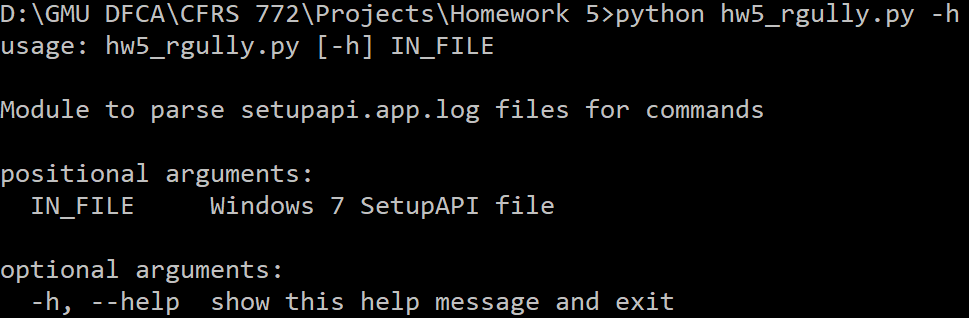 D:\GMU DFCA\CFRS 772\Projects\Homework 5>python hw5_rgully.py -h
usage: hw5_rgully.py [-h] IN_FILE
Module to parse setupapi.app.log files for commands
positional arguments:
IN_FILE Windows 7 SetupAPI file
optional arguments:
-h, --help show this help message and exit